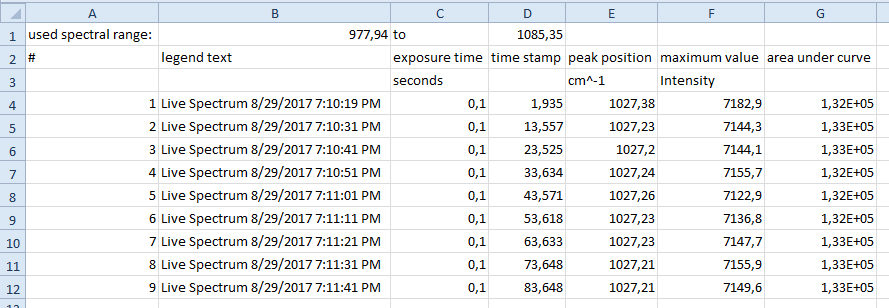 A B C D E F G
1 used spectral range: 977,94 to 1085,35
2 # legend text exposure time time stamp peak position maximum value area under curve
3 seconds cm^-1 Intensity
4 1 Live Spectrum 8/29/2017 7:10:19 PM 0,1 1,935 1027,38 7182,9 1,32E+05
5 2 Live Spectrum 8/29/2017 7:10:31 PM 0,1 13,557 1027,23 7144,3 1,33E+05
6 3 Live Spectrum 8/29/2017 7:10:41 PM 0,1 23,525 1027,2 7144,1 1,33E+05
7 4 Live Spectrum 8/29/2017 7:10:51 PM 0,1 33,634 1027,24 7155,7 1,32E+05
8 5 Live Spectrum 8/29/2017 7:11:01 PM 0,1 43,571 1027,26 7122,9 1,32E+05
9 6 Live Spectrum 8/29/2017 7:11:11 PM 0,1 53,618 1027,23 7136,8 1,32E+05
10 7 Live Spectrum 8/29/2017 7:11:21 PM 0,1 63,633 1027,23 7147,7 1,33E+05
11 8 Live Spectrum 8/29/2017 7:11:31 PM 0,1 73,648 1027,21 7155,9 1,33E+05
12 9 Live Spectrum 8/29/2017 7:11:41 PM 0,1 83,648 1027,21 7149,6 1,33E+05